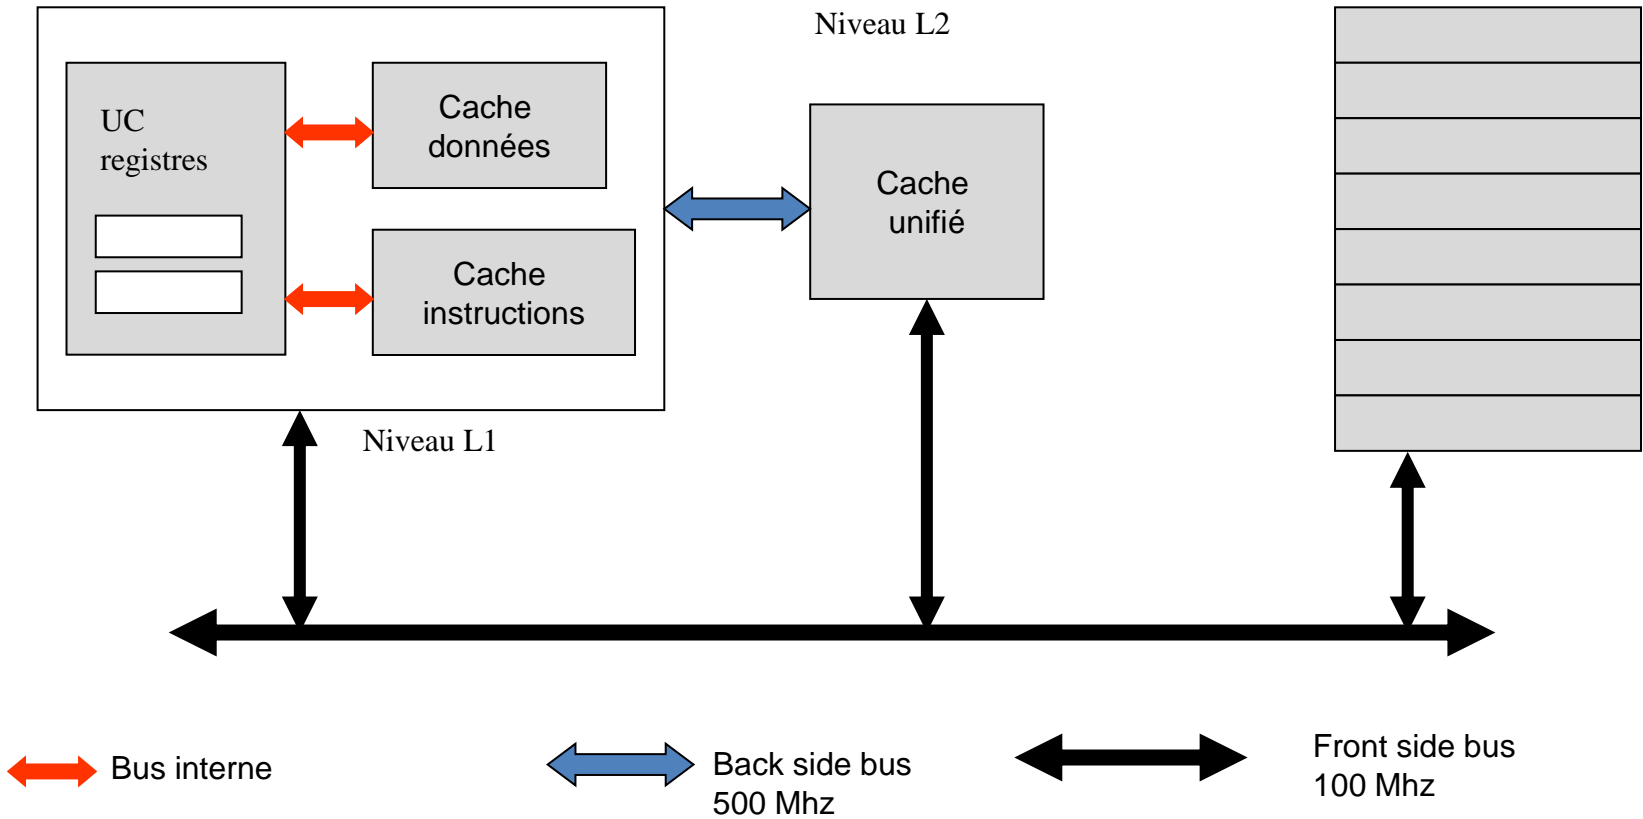 Niveau L2
UC
registres
Cache
données
Cache
instructions
Cache
unifié
Niveau L1
Bus interne
Back side bus
500 Mhz
Front side bus
100 Mhz